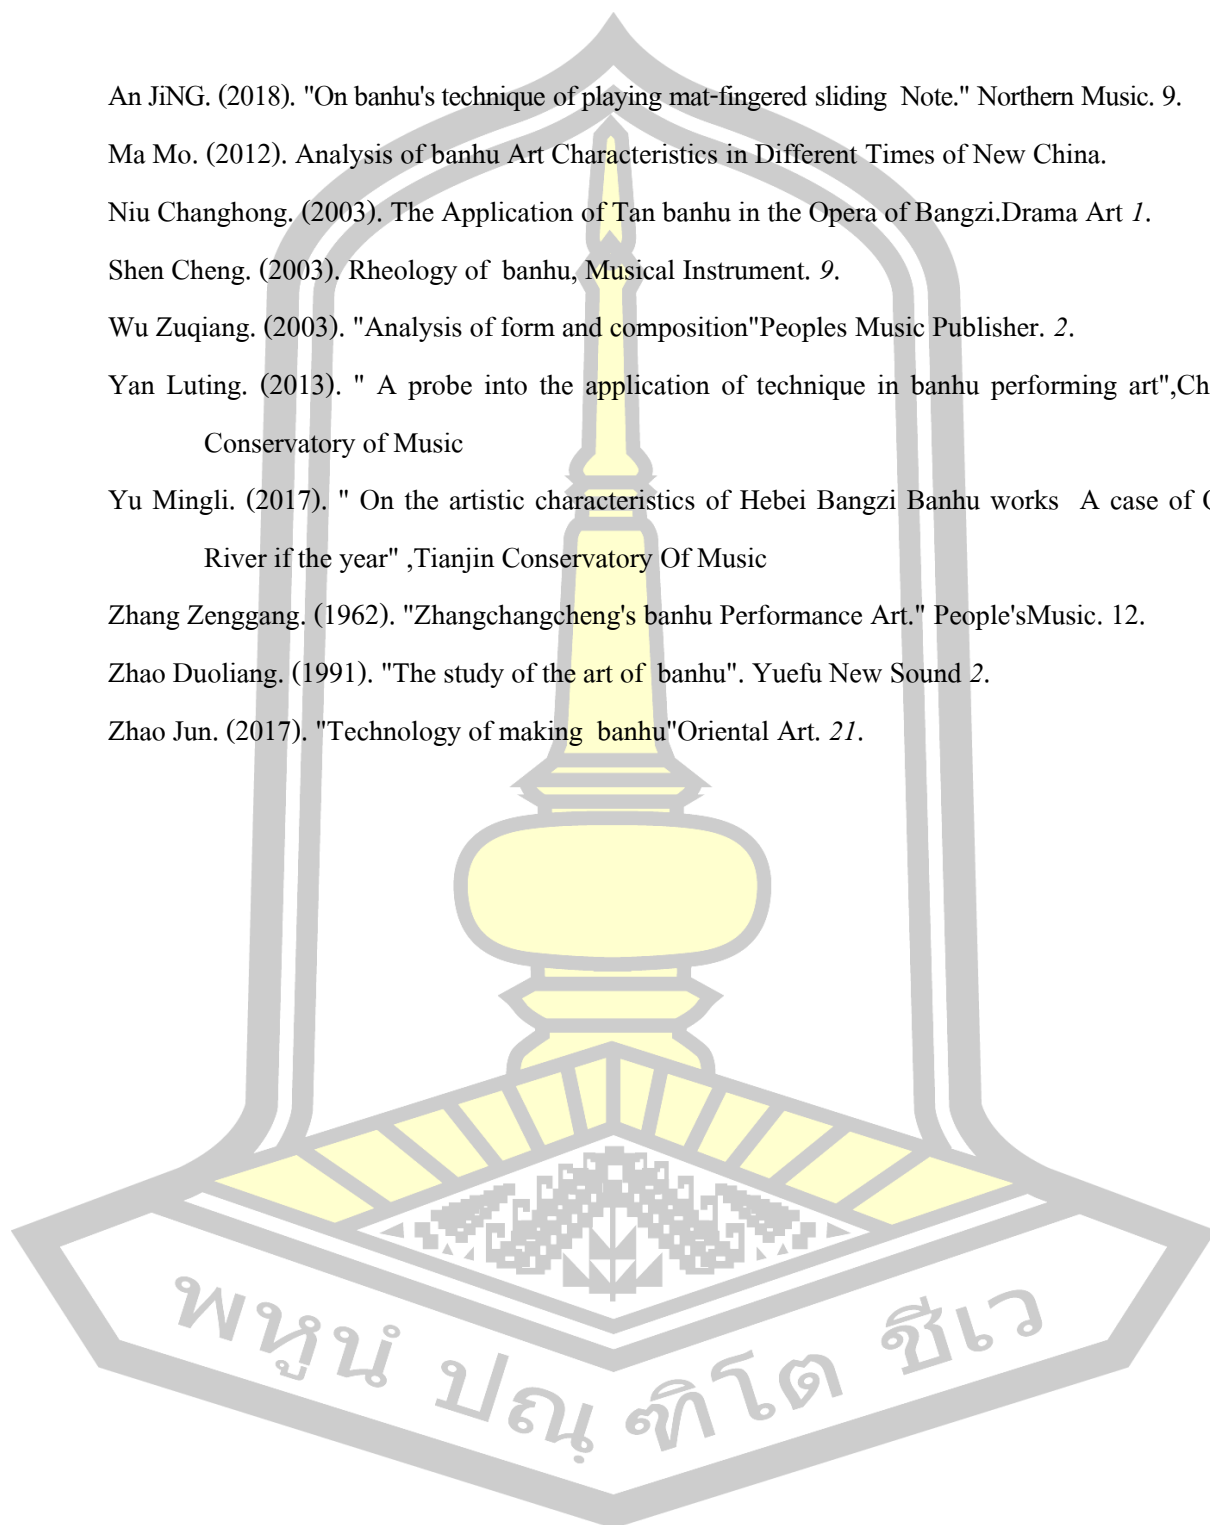 An JiNG. (2018). "On banhu's technique of playing mat-fingered sliding  Note." Northern Music. 9.
Ma Mo. (2012). Analysis of banhu Art Characteristics in Different Times of New China.
Niu Changhong. (2003). The Application of Tan banhu in the Opera of Bangzi.Drama Art 1.
Shen Cheng. (2003). Rheology of  banhu, Musical Instrument. 9.
Wu Zuqiang. (2003). "Analysis of form and composition"Peoples Music Publisher. 2.
Yan Luting. (2013). " A probe into the application of technique in banhu performing art",Ch
Conservatory of Music
Yu Mingli. (2017). " On the artistic characteristics of Hebei Bangzi Banhu works  A case of
River if the year" ,Tianjin Conservatory Of Music
Zhang Zenggang. (1962). "Zhangchangcheng's banhu Performance Art." People'sMusic. 12.
Zhao Duoliang. (1991). "The study of the art of  banhu". Yuefu New Sound 2.
Zhao Jun. (2017). "Technology of making  banhu"Oriental Art. 21.
พหูนํ ปณฺฑิโต ชีเว